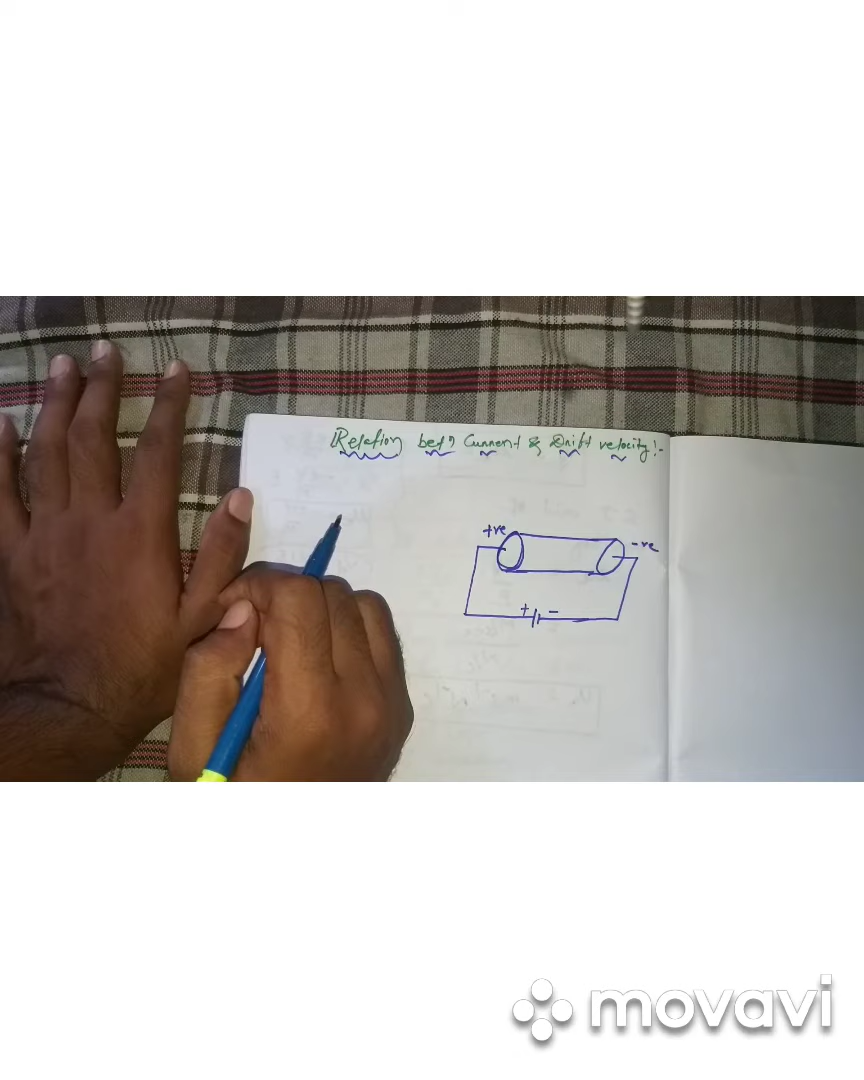 Relation betn Current & Drift velocity:-
+ve
-ve
+ -
movavi